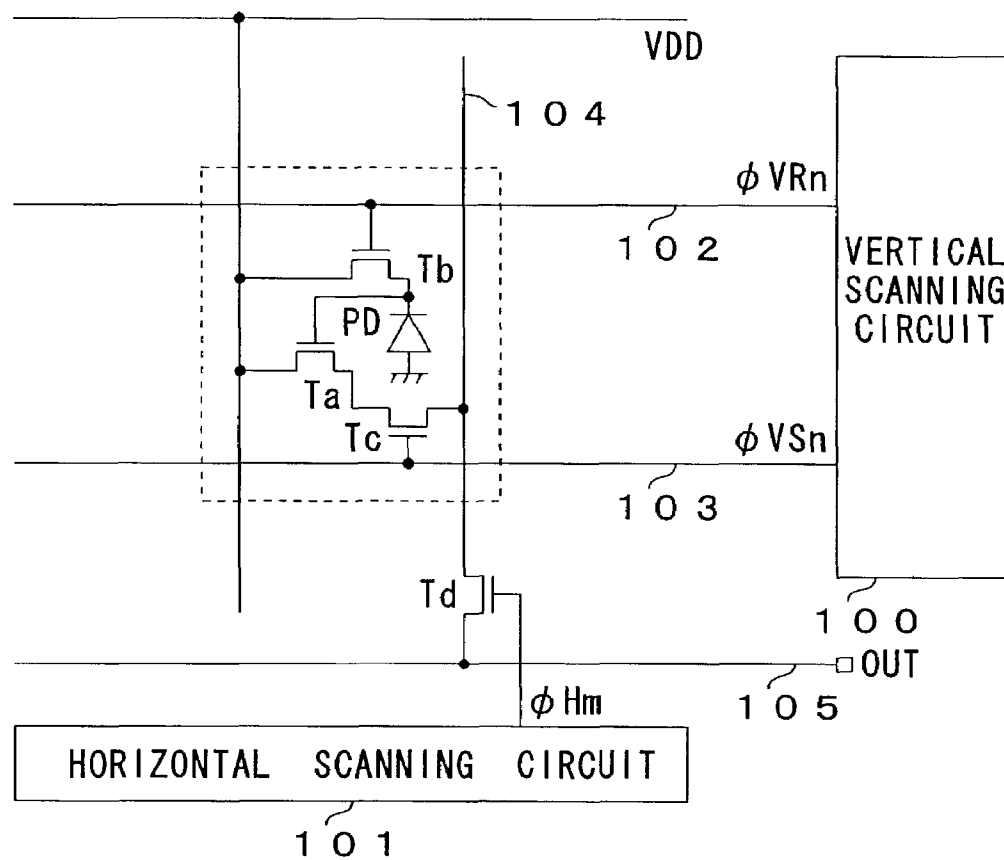 VDD
104
φVRn
102
VERTICAL
SCANNING
CIRCUIT
Tb
PD
Ta
Tc
φVSn
103
Td
100
OUT
105
φHm
HORIZONTAL SCANNING CIRCUIT
101